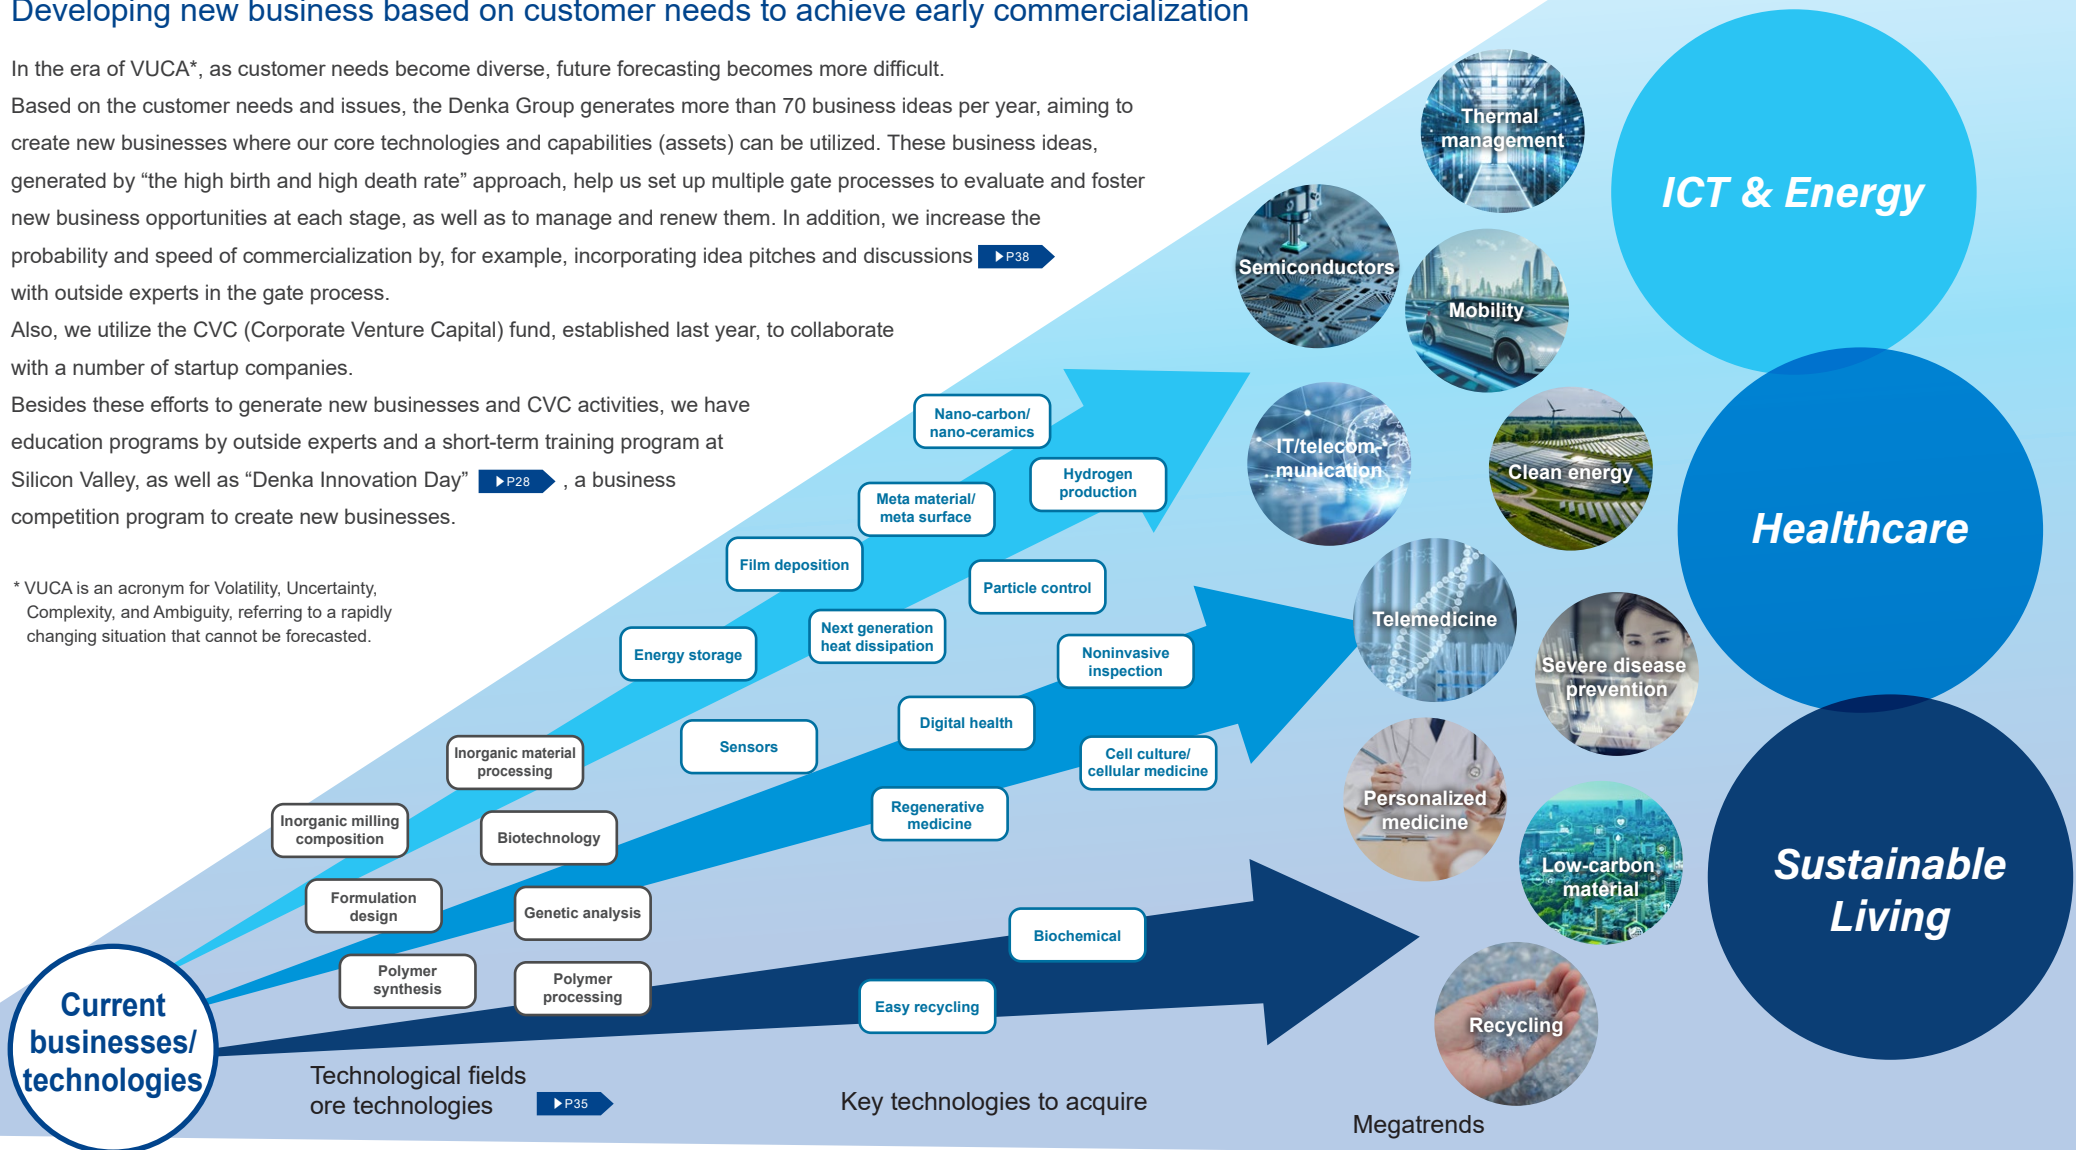 Developing new business based on customer needs to achieve early commercialization
In the era of VUCA*, as customer needs become diverse, future forecasting becomes more difficult.
Based on the customer needs and issues, the Denka Group generates more than 70 business ideas per year, aiming to
create new businesses where our core technologies and capabilities (assets) can be utilized. These business ideas,
generated by “the high birth and high death rate” approach, help us set up multiple gate processes to evaluate and foster
new business opportunities at each stage, as well as to manage and renew them. In addition, we increase the
probability and speed of commercialization by, for example, incorporating idea pitches and discussions ▶P38
with outside experts in the gate process.
Also, we utilize the CVC (Corporate Venture Capital) fund, established last year, to collaborate
with a number of startup companies.
Besides these efforts to generate new businesses and CVC activities, we have
education programs by outside experts and a short-term training program at
Silicon Valley, as well as “Denka Innovation Day” ▶P28 , a business
competition program to create new businesses.
* VUCA is an acronym for Volatility, Uncertainty,
Complexity, and Ambiguity, referring to a rapidly
changing situation that cannot be forecasted.
Current
businesses/
technologies
Inorganic milling
composition
Inorganic material
processing
Formulation
design
Biotechnology
Polymer
synthesis
Genetic analysis
Polymer
processing
Technological fields
ore technologies ▶P35
Nano-carbon/
nano-ceramics
Hydrogen
production
Meta material/
meta surface
Film deposition
Particle control
Energy storage
Next generation
heat dissipation
Noninvasive
inspection
Sensors
Digital health
Cell culture/
cellular medicine
Regenerative
medicine
Biochemical
Easy recycling
Key technologies to acquire
Thermal
management
Semiconductors
Mobility
IT/telecom-
munication
Clean energy
Telemedicine
Severe disease
prevention
Personalized
medicine
Low-carbon
material
Recycling
Megatrends
ICT & Energy
Healthcare
Sustainable
Living